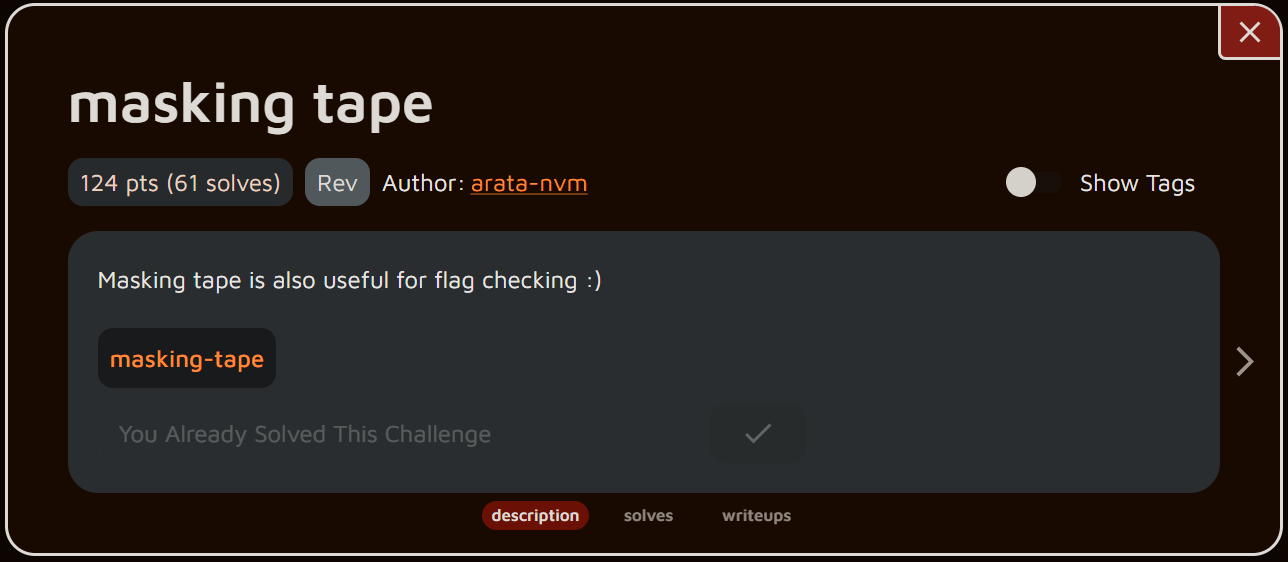 masking tape
124 pts (61 solves) Rev Author: arata-nvm Show Tags
Masking tape is also useful for flag checking :)
masking-tape
You Already Solved This Challenge
description solves writeups